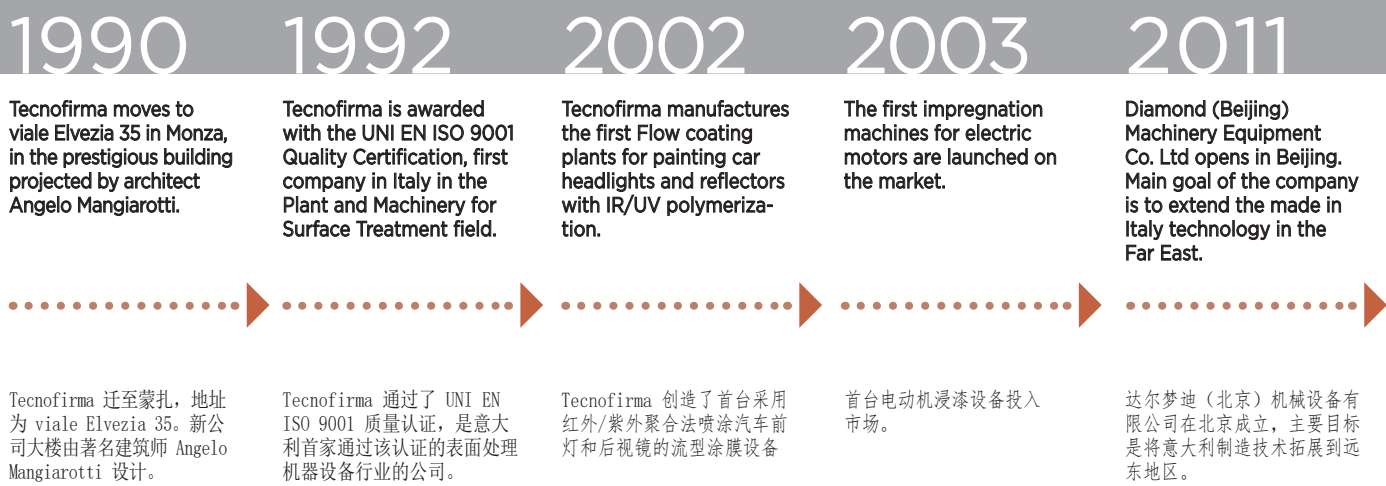 1990
Tecnofirma moves to
viale Elvezia 35 in Monza,
in the prestigious building
projected by architect
Angelo Mangiarotti.
Tecnofirma 迁至蒙扎，地址
为 viale Elvezia 35。新公
司大楼由著名建筑师 Angelo
Mangiarotti 设计。
1992
Tecnofirma is awarded
with the UNI EN ISO 9001
Quality Certification, first
company in Italy in the
Plant and Machinery for
Surface Treatment field.
Tecnofirma 通过了 UNI EN
ISO 9001 质量认证，是意大
利首家通过该认证的表面处理
机器设备行业的公司。
2002
Tecnofirma manufactures
the first Flow coating
plants for painting car
headlights and reflectors
with IR/UV polymeriza-
tion.
Tecnofirma 创造了首台采用
红外/紫外聚合法喷涂汽车前
灯和后视镜的流型涂膜设备
2003
The first impregnation
machines for electric
motors are launched on
the market.
首台电动机浸漆设备投入
市场。
2011
Diamond (Beijing)
Machinery Equipment
Co. Ltd opens in Beijing.
Main goal of the company
is to extend the made in
Italy technology in the
Far East.
达尔梦迪（北京）机械设备有
限公司在北京成立，主要目标
是将意大利制造技术拓展到远
东地区。